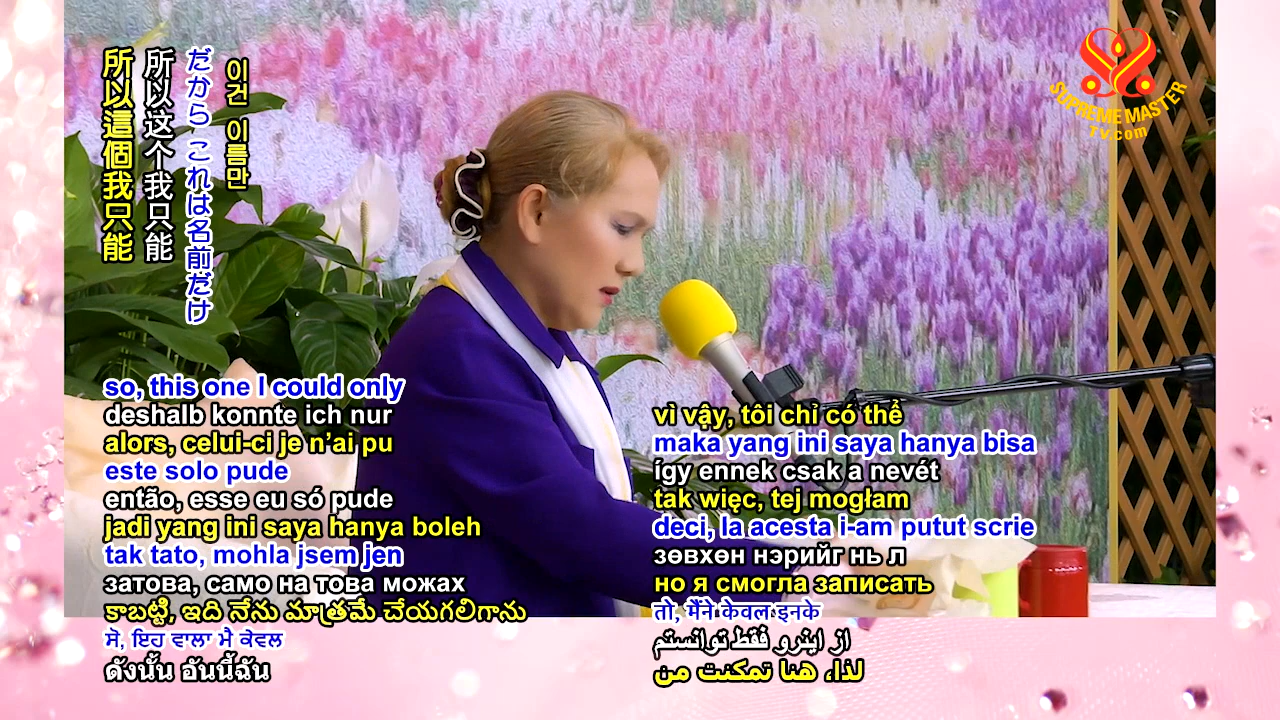 所以這個我只能
所以这个我只能
だから これは名前だけ
이건 이름만
SUPREME MASTER
TV.com
so, this one I could only
deshalb konnte ich nur
alors, celui-ci je n’ai pu
este solo pude
então, esse eu só pude
jadi yang ini saya hanya boleh
tak tato, mohla jsem jen
затова, само на това можах
కాబట్టి, ఇది నేను మాత్రమే చేయగలిగాను
ਸੋ, ਇਹ ਵਾਲਾ ਮੈ ਕੇਵਲ
ดังนั้น อันนี้ฉัน
vì vậy, tôi chỉ có thể
maka yang ini saya hanya bisa
így ennek csak a nevét
tak więc, tej mogłam
deci, la acesta i-am putut scrie
зөвхөн нэрийг нь л
но я смогла записать
तो, मैंने केवल इनके
از اینرو فقط توانستم
لذا، هنا تمكنت من